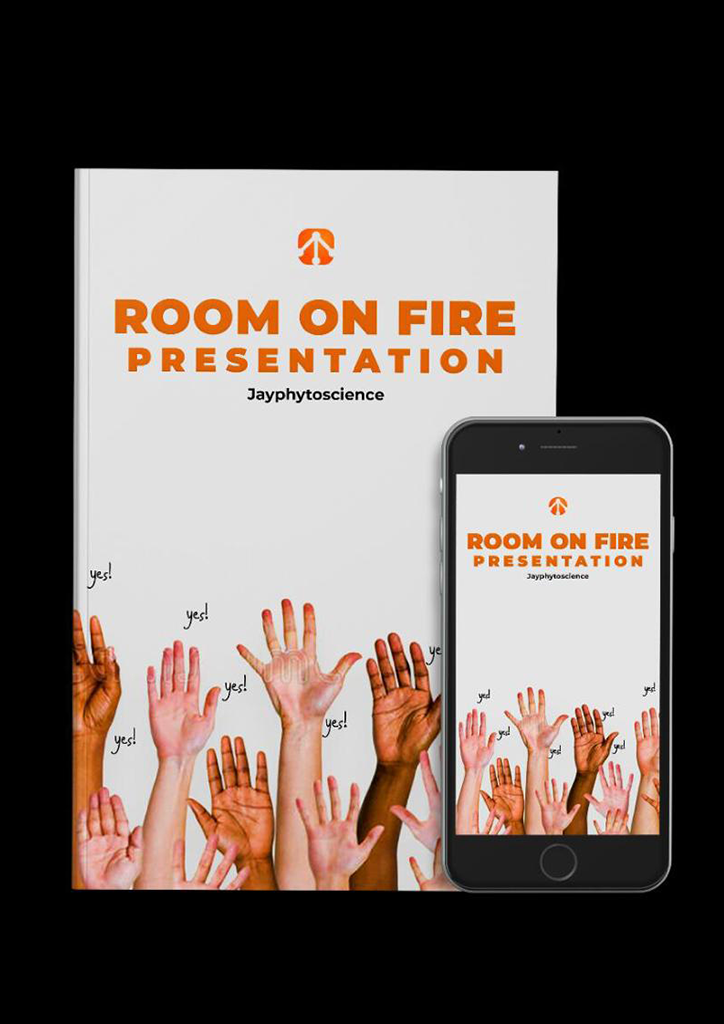 ROOM ON FIRE
PRESENTATION
Jayphytoscience
yes!
yes!
yes!
ye
yes!
yes!
ROOM ON FIRE
PRESENTATION
Jayphytoscience
yes!
yes!
yes!
yes!
yes!
yes!